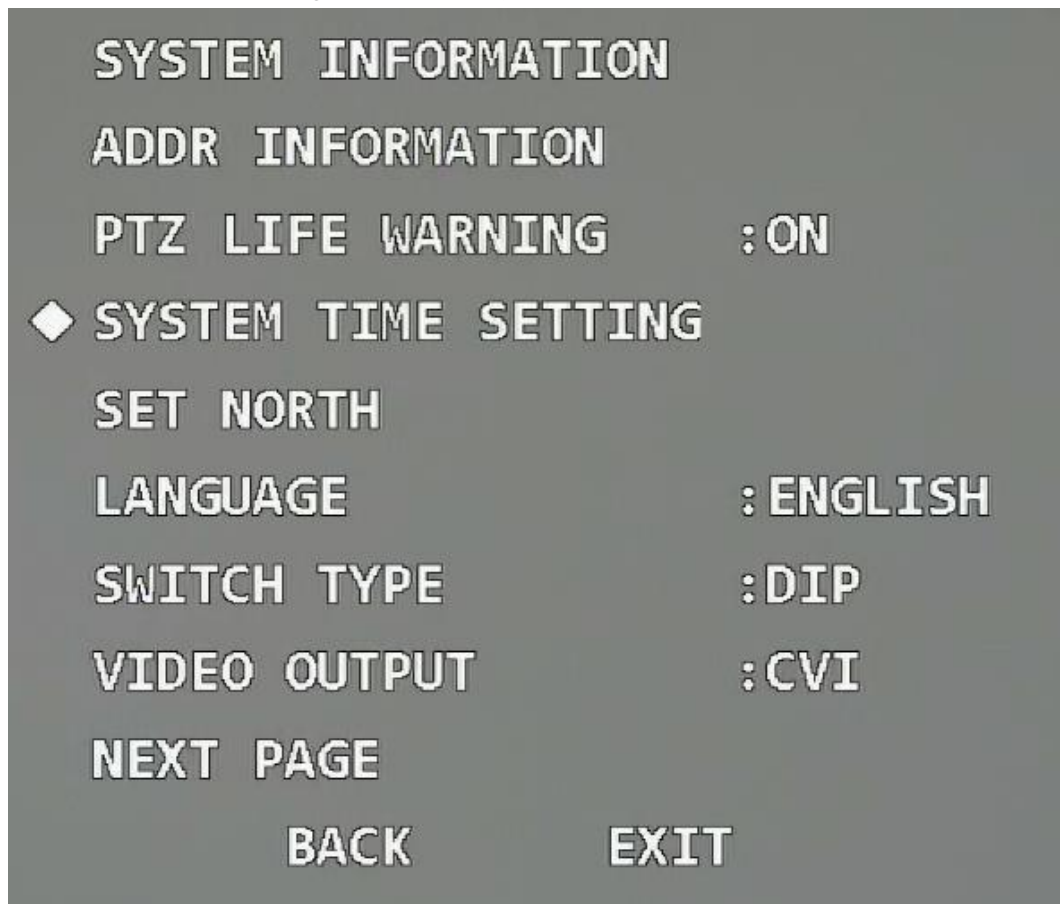 SYSTEM INFORMATION
ADDR INFORMATION
PTZ LIFE WARNING :ON
SYSTEM TIME SETTING
SET NORTH
LANGUAGE :ENGLISH
SWITCH TYPE :DIP
VIDEO OUTPUT :CVI
NEXT PAGE
BACK EXIT